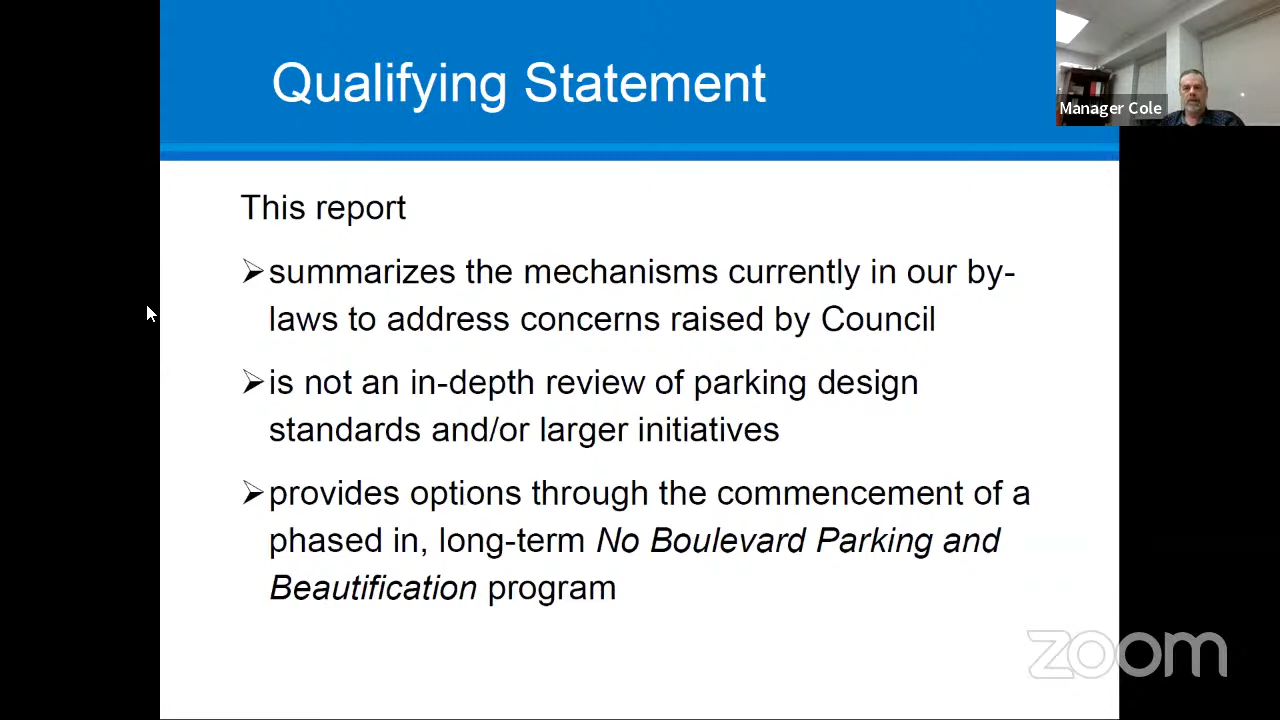 Qualifying Statement
Manager Cole
This report
➢summarizes the mechanisms currently in our by-
laws to address concerns raised by Council
➢is not an in-depth review of parking design
standards and/or larger initiatives
➢provides options through the commencement of a
phased in, long-term No Boulevard Parking and
Beautification program
zoom